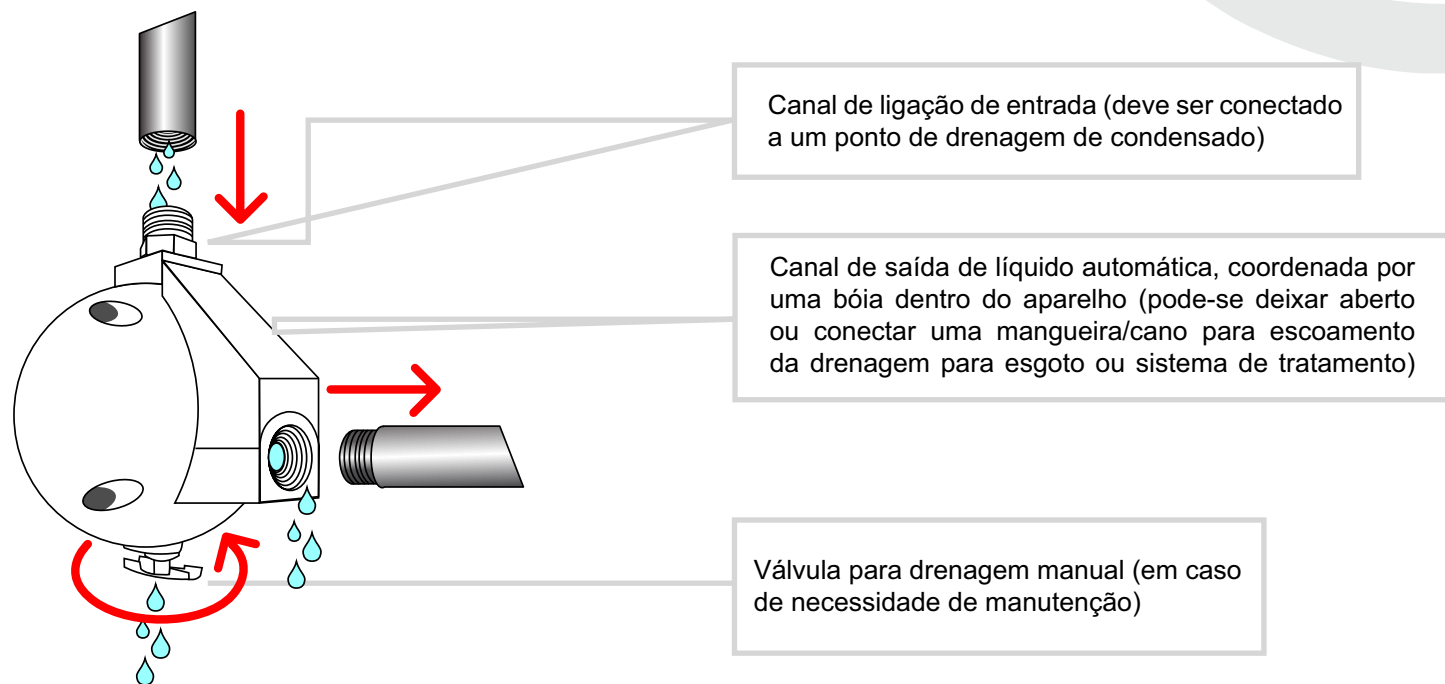 Canal de ligação de entrada (deve ser conectado
a um ponto de drenagem de condensado)
Canal de saída de líquido automática, coordenada por
uma bóia dentro do aparelho (pode-se deixar aberto
ou conectar uma mangueira/cano para escoamento
da drenagem para esgoto ou sistema de tratamento)
Válvula para drenagem manual (em caso
de necessidade de manutenção)